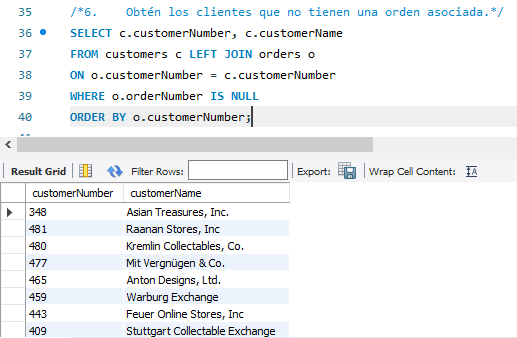 35 /*6. Obtén los clientes que no tienen una orden asociada.*/
36 SELECT c.customerNumber, c.customerName
37 FROM customers c LEFT JOIN orders o
38 ON o.customerNumber = c.customerNumber
39 WHERE o.orderNumber IS NULL
40 ORDER BY o.customerNumber;
Result Grid Filter Rows: Export: Wrap Cell Content:
customerNumber customerName
348 Asian Treasures, Inc.
481 Raanan Stores, Inc
480 Kremlin Collectables, Co.
477 Mit Vergnügen & Co.
465 Anton Designs, Ltd.
459 Warburg Exchange
443 Feuer Online Stores, Inc
409 Stuttgart Collectable Exchange